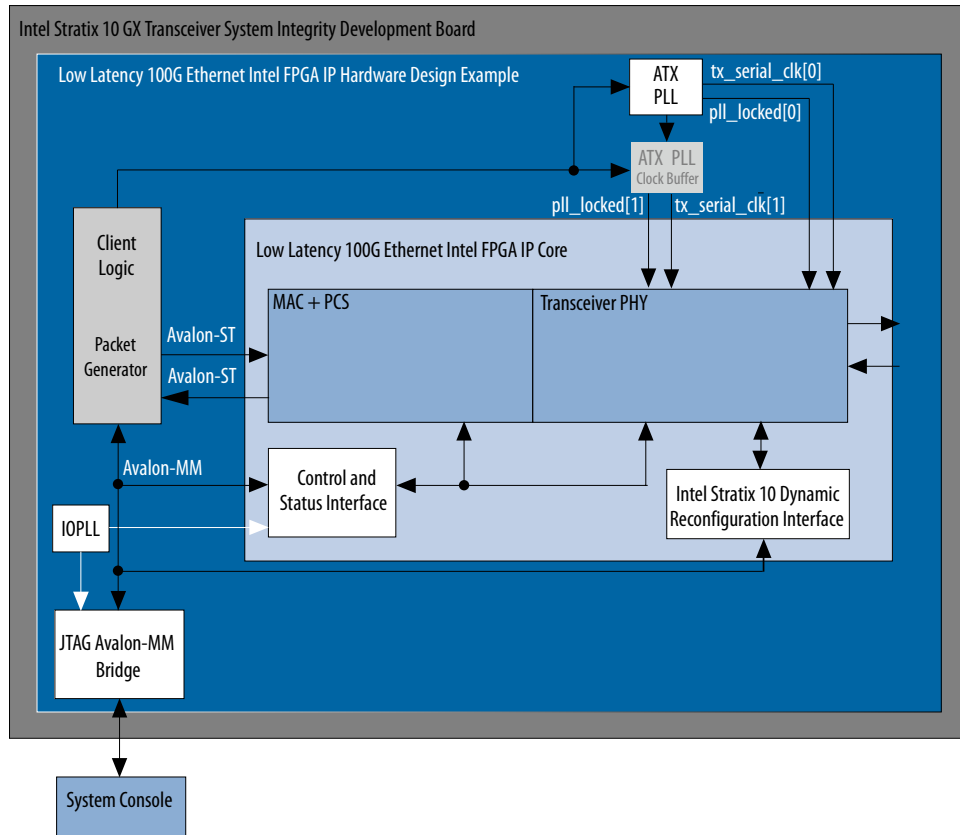 Intel Stratix 10 GX Transceiver System Integrity Development Board
Low Latency 100G Ethernet Intel FPGA IP Hardware Design Example
ATX
PLL
tx_serial_clk[0]
pll_locked[0]
ATX PLL
Clock Buffer
pll_locked[1]
tx_serial_clk[1]
Client
Logic
Packet
Generator
Low Latency 100G Ethernet Intel FPGA IP Core
MAC + PCS
Transceiver PHY
Avalon-ST
Avalon-ST
Avalon-MM
Control and
Status Interface
Intel Stratix 10 Dynamic
Reconfiguration Interface
IOPLL
JTAG Avalon-MM
Bridge
System Console